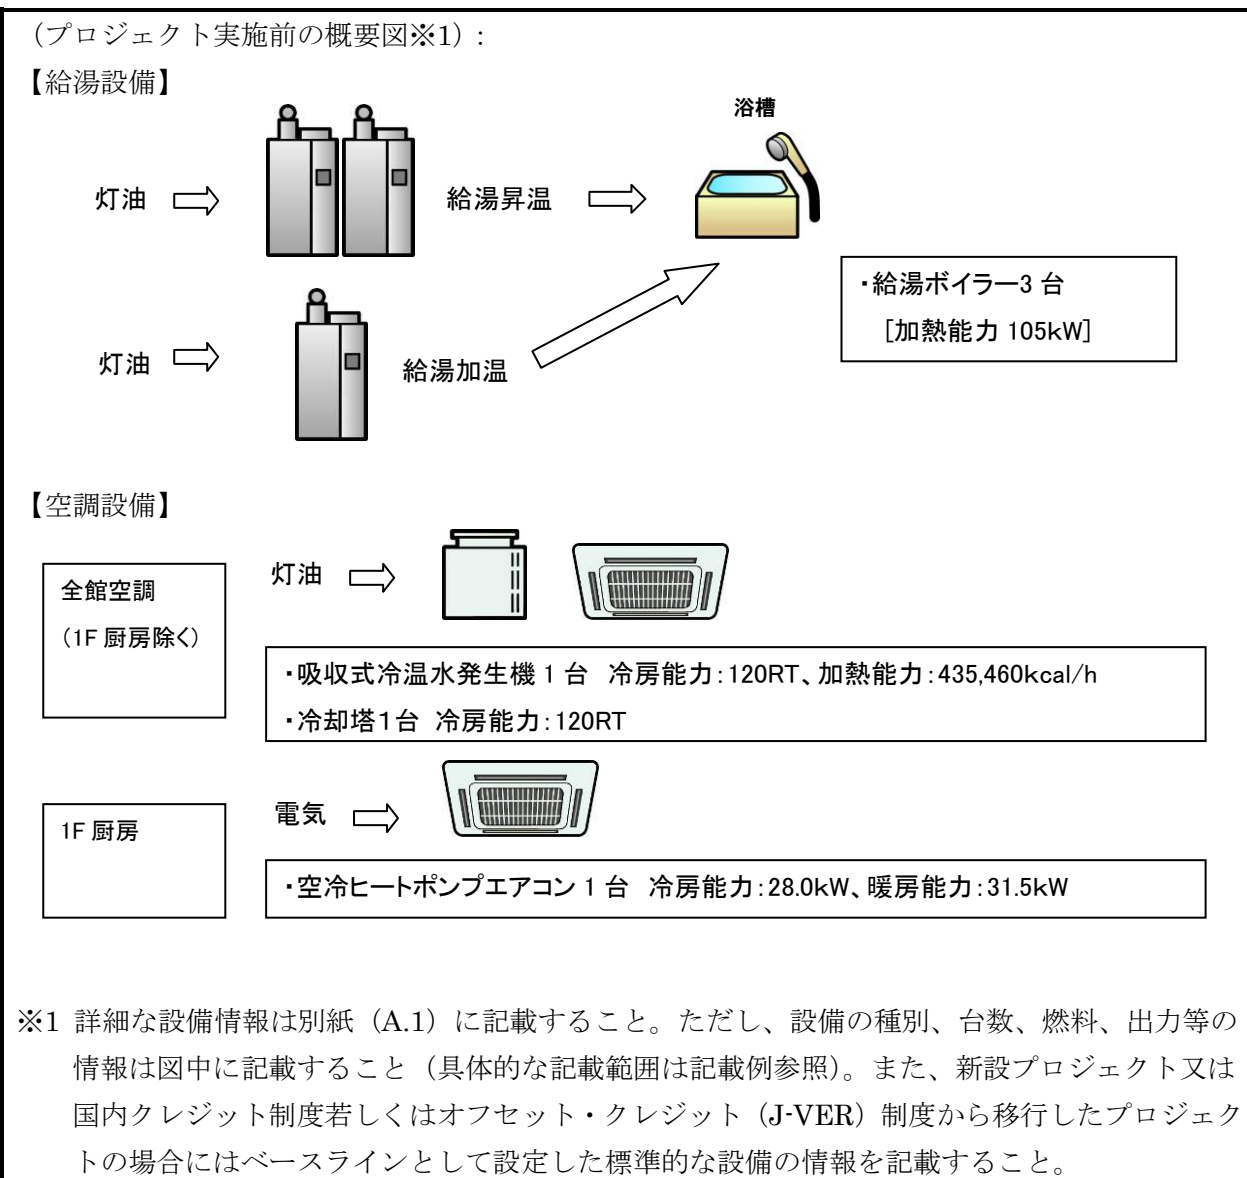 （プロジェクト実施前の概要図※1）:
【給湯設備】
浴槽
灯油
給湯昇温
・給湯ボイラー3 台
[加熱能力 105kW]
灯油
給湯加温
【空調設備】
全館空調
（1F 厨房除く）
灯油
・吸収式冷温水発生機 1 台 冷房能力：120RT、加熱能力：435,460kcal/h
・冷却塔１台 冷房能力：120RT
1F 厨房
電気
・空冷ヒートポンプエアコン 1 台 冷房能力：28.0kW、暖房能力：31.5kW
※1 詳細な設備情報は別紙（A.1）に記載すること。ただし、設備の種別、台数、燃料、出力等の
情報は図中に記載すること（具体的な記載範囲は記載例参照）。また、新設プロジェクト又は
国内クレジット制度若しくはオフセット・クレジット（J-VER）制度から移行したプロジェク
トの場合にはベースラインとして設定した標準的な設備の情報を記載すること。